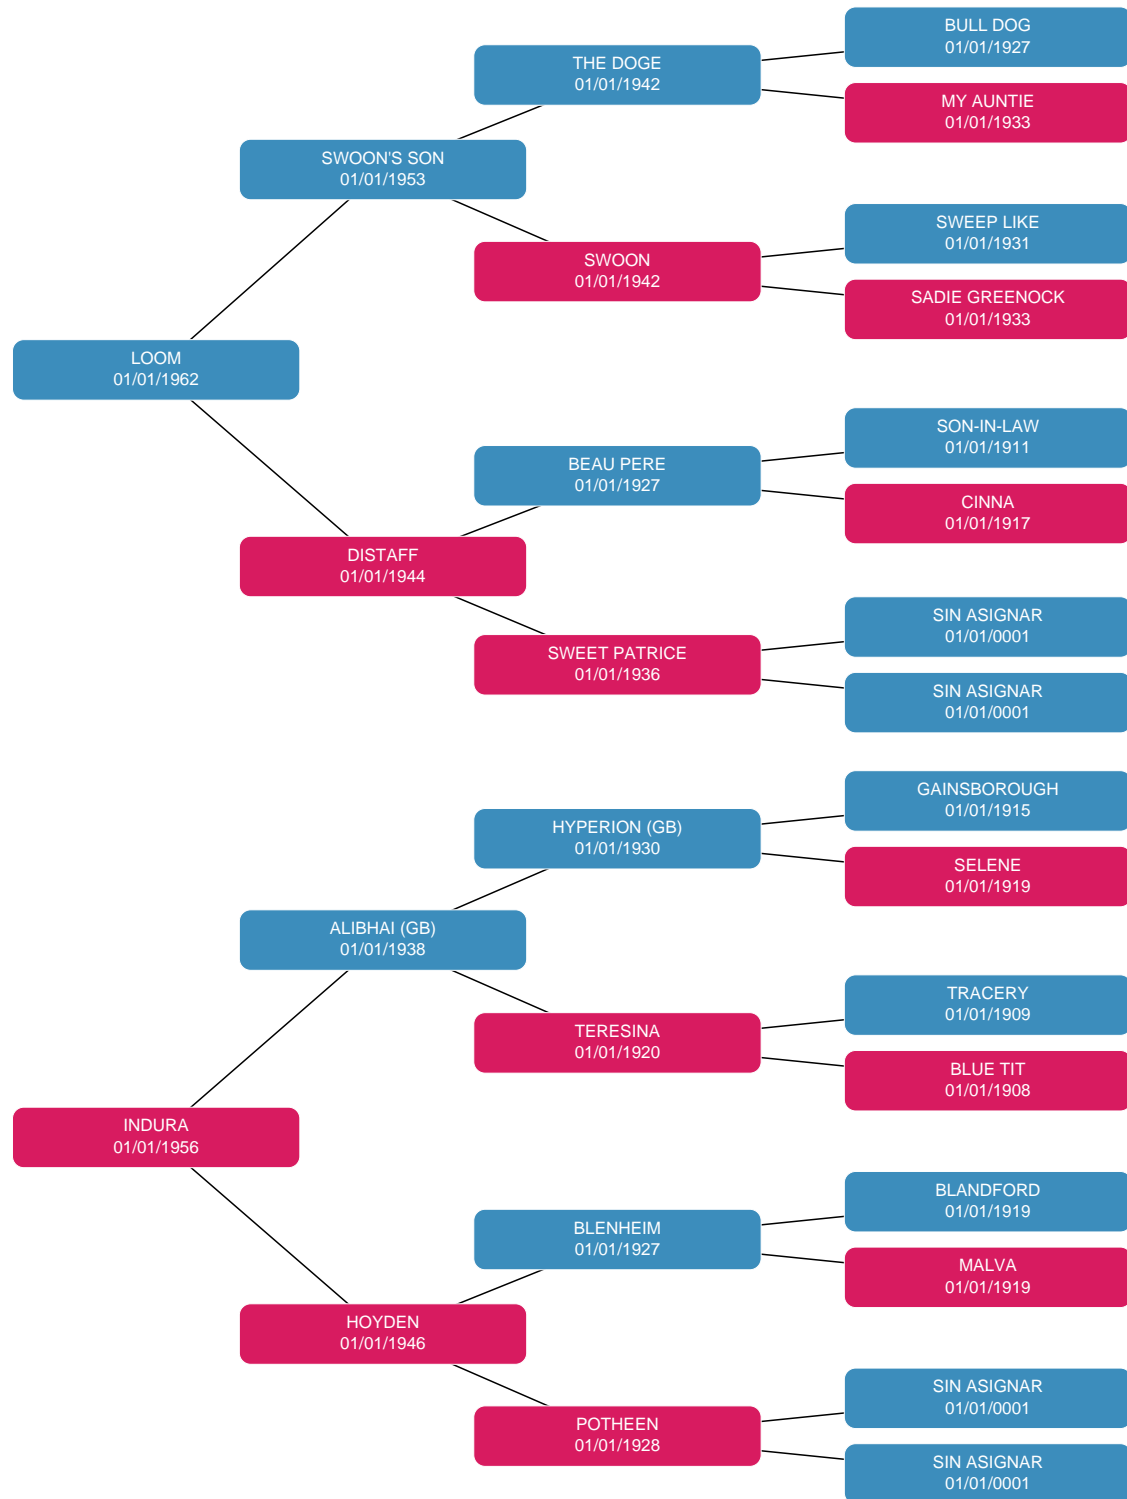 BULL DOG
01/01/1927
THE DOGE
01/01/1942
MY AUNTIE
01/01/1933
SWOON'S SON
01/01/1953
SWEEP LIKE
01/01/1931
SWOON
01/01/1942
SADIE GREENOCK
01/01/1933
LOOM
01/01/1962
SON-IN-LAW
01/01/1911
BEAU PERE
01/01/1927
CINNA
01/01/1917
DISTAFF
01/01/1944
SIN ASIGNAR
01/01/0001
SWEET PATRICE
01/01/1936
SIN ASIGNAR
01/01/0001
GAINSBOROUGH
01/01/1915
HYPERION (GB)
01/01/1930
SELENE
01/01/1919
ALIBHAI (GB)
01/01/1938
TRACERY
01/01/1909
TERESINA
01/01/1920
BLUE TIT
01/01/1908
INDURA
01/01/1956
BLANDFORD
01/01/1919
BLENHEIM
01/01/1927
MALVA
01/01/1919
HOYDEN
01/01/1946
SIN ASIGNAR
01/01/0001
POTHEEN
01/01/1928
SIN ASIGNAR
01/01/0001